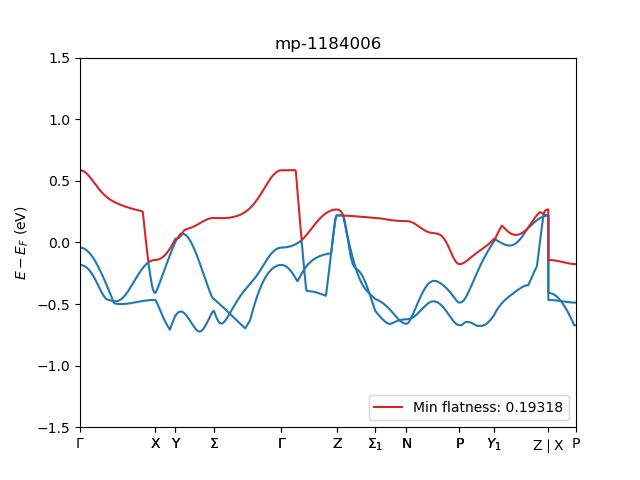 mp-1184006
1.5
1.0
0.5
0.0
−0.5
−1.0
−1.5
E − E_F (eV)
Min flatness: 0.19318
Γ X Y Σ Γ Z Σ₁ N P Y₁ Z | X P